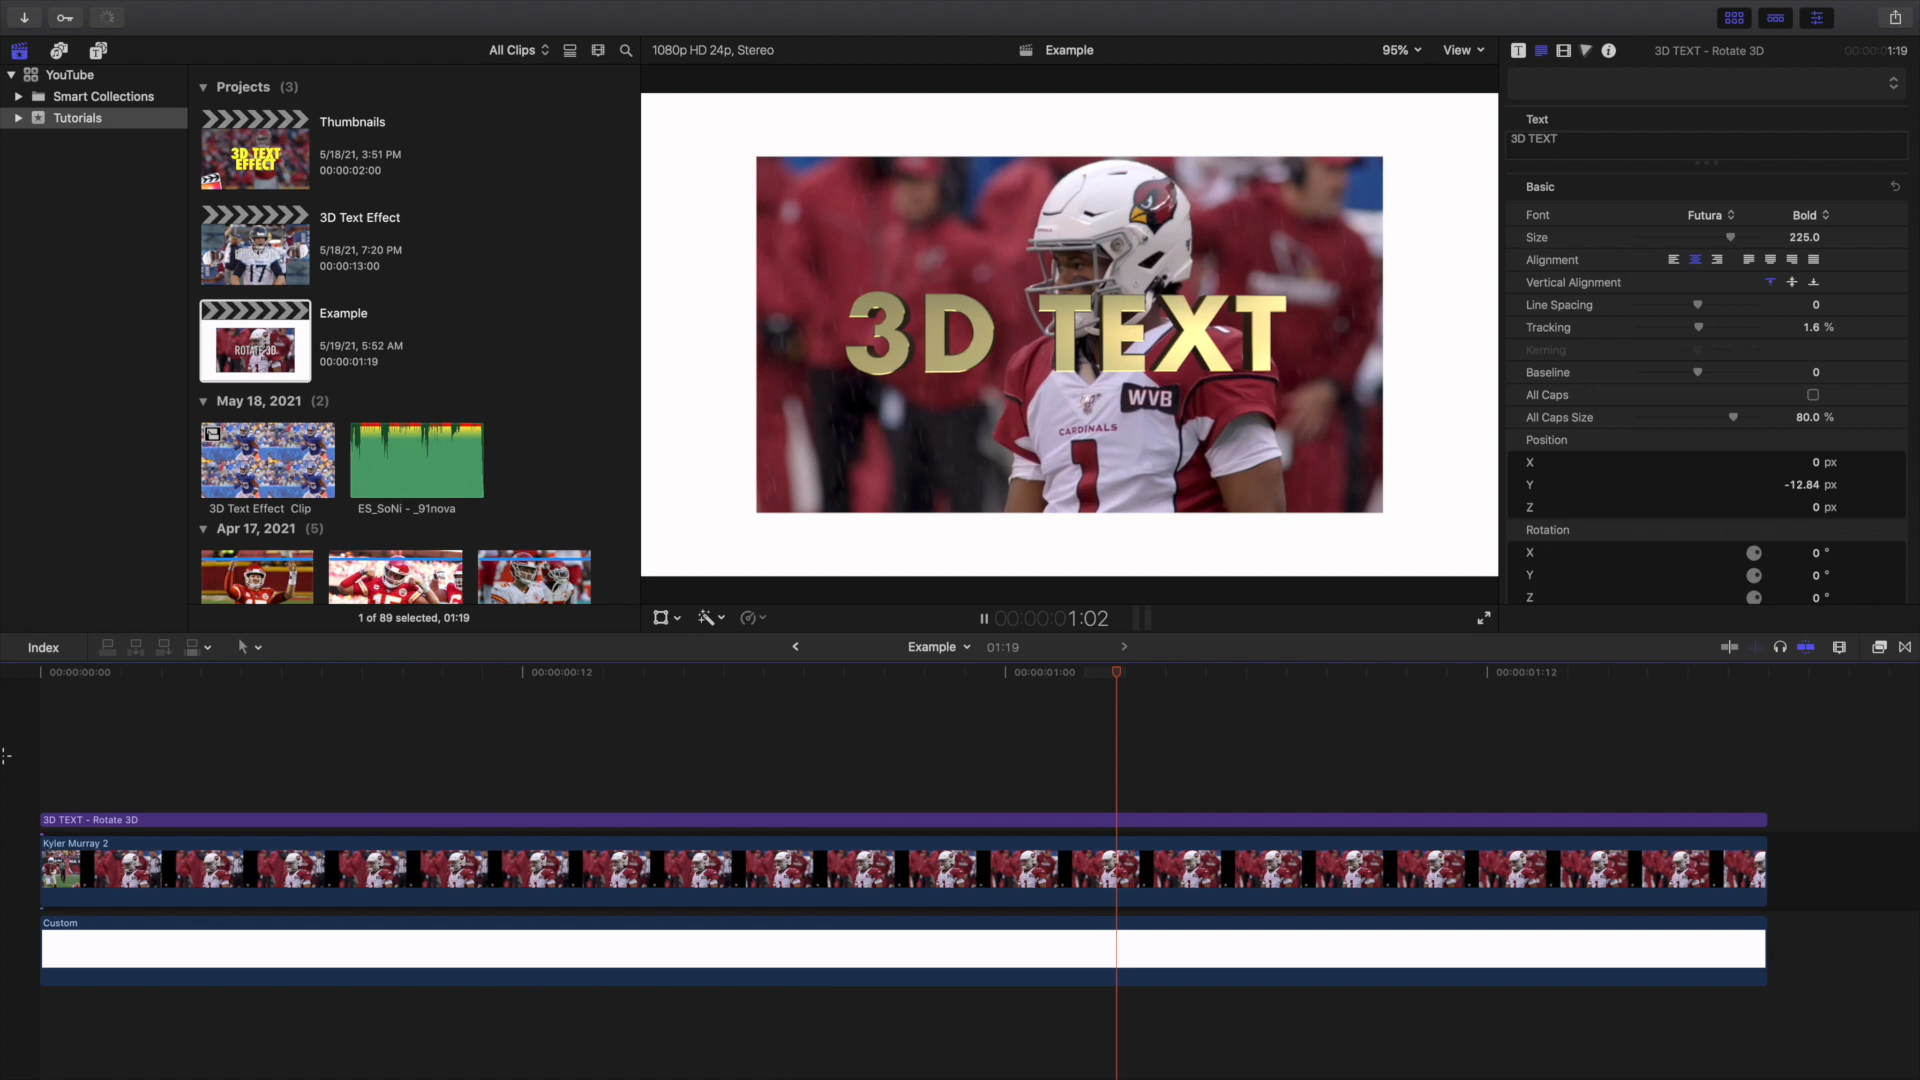 All Clips
1080p HD 24p, Stereo
Example
95%
View
T
3D TEXT - Rotate 3D
00:00:01:19
YouTube
Smart Collections
Tutorials
Projects (3)
3D TEXT
EFFECT
Thumbnails
5/18/21, 3:51 PM
00:00:02:00
17
3D Text Effect
5/18/21, 7:20 PM
00:00:13:00
ROTATE 3D
Example
5/19/21, 5:52 AM
00:00:01:19
May 18, 2021 (2)
3D Text Effect Clip
ES_SoNi - _91nova
Apr 17, 2021 (5)
15
15
1 of 89 selected, 01:19
3D TEXT
WVB
CARDINALS
1
Text
3D TEXT
Basic
Font
Futura
Bold
Size
225.0
Alignment
Vertical Alignment
Line Spacing
0
Tracking
1.6 %
Kerning
Baseline
0
All Caps
All Caps Size
80.0 %
Position
X
0 px
Y
-12.84 px
Z
0 px
Rotation
X
0 °
Y
0 °
Z
0 °
00:00:01:02
Index
Example
01:19
00:00:00:00
00:00:00:12
00:00:01:00
00:00:01:12
3D TEXT - Rotate 3D
Kyler Murray 2
Custom